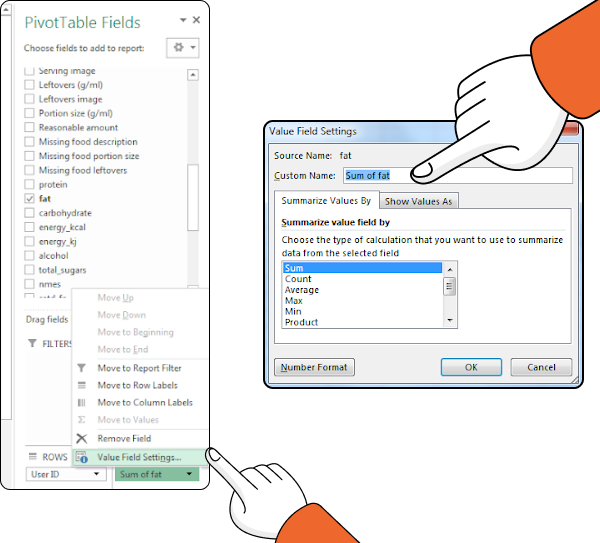 PivotTable Fields
Choose fields to add to report:
Serving image
Leftovers (g/ml)
Leftovers image
Portion size (g/ml)
Reasonable amount
Missing food description
Missing food portion size
Missing food leftovers
protein
fat
carbohydrate
energy_kcal
energy_kj
alcohol
total_sugars
nmes
Drag fields
FILTERS
Move Up
Move Down
Move to Beginning
Move to End
Move to Report Filter
Move to Row Labels
Move to Column Labels
Move to Values
Remove Field
Value Field Settings...
ROWS
User ID
Sum of fat
Value Field Settings
Source Name: fat
Custom Name: Sum of fat
Summarize Values By
Show Values As
Summarize value field by
Choose the type of calculation that you want to use to summarize
data from the selected field
Sum
Count
Average
Max
Min
Product
Number Format
OK
Cancel